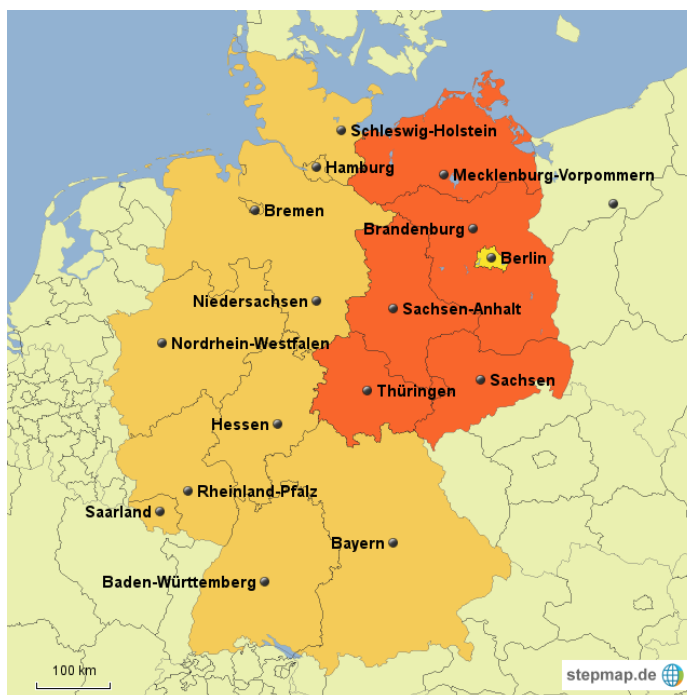 Schleswig-Holstein
Hamburg
Mecklenburg-Vorpommern
Bremen
Brandenburg
Berlin
Niedersachsen
Sachsen-Anhalt
Nordrhein-Westfalen
Sachsen
Thüringen
Hessen
Rheinland-Pfalz
Saarland
Bayern
Baden-Württemberg
100 km
stepmap.de